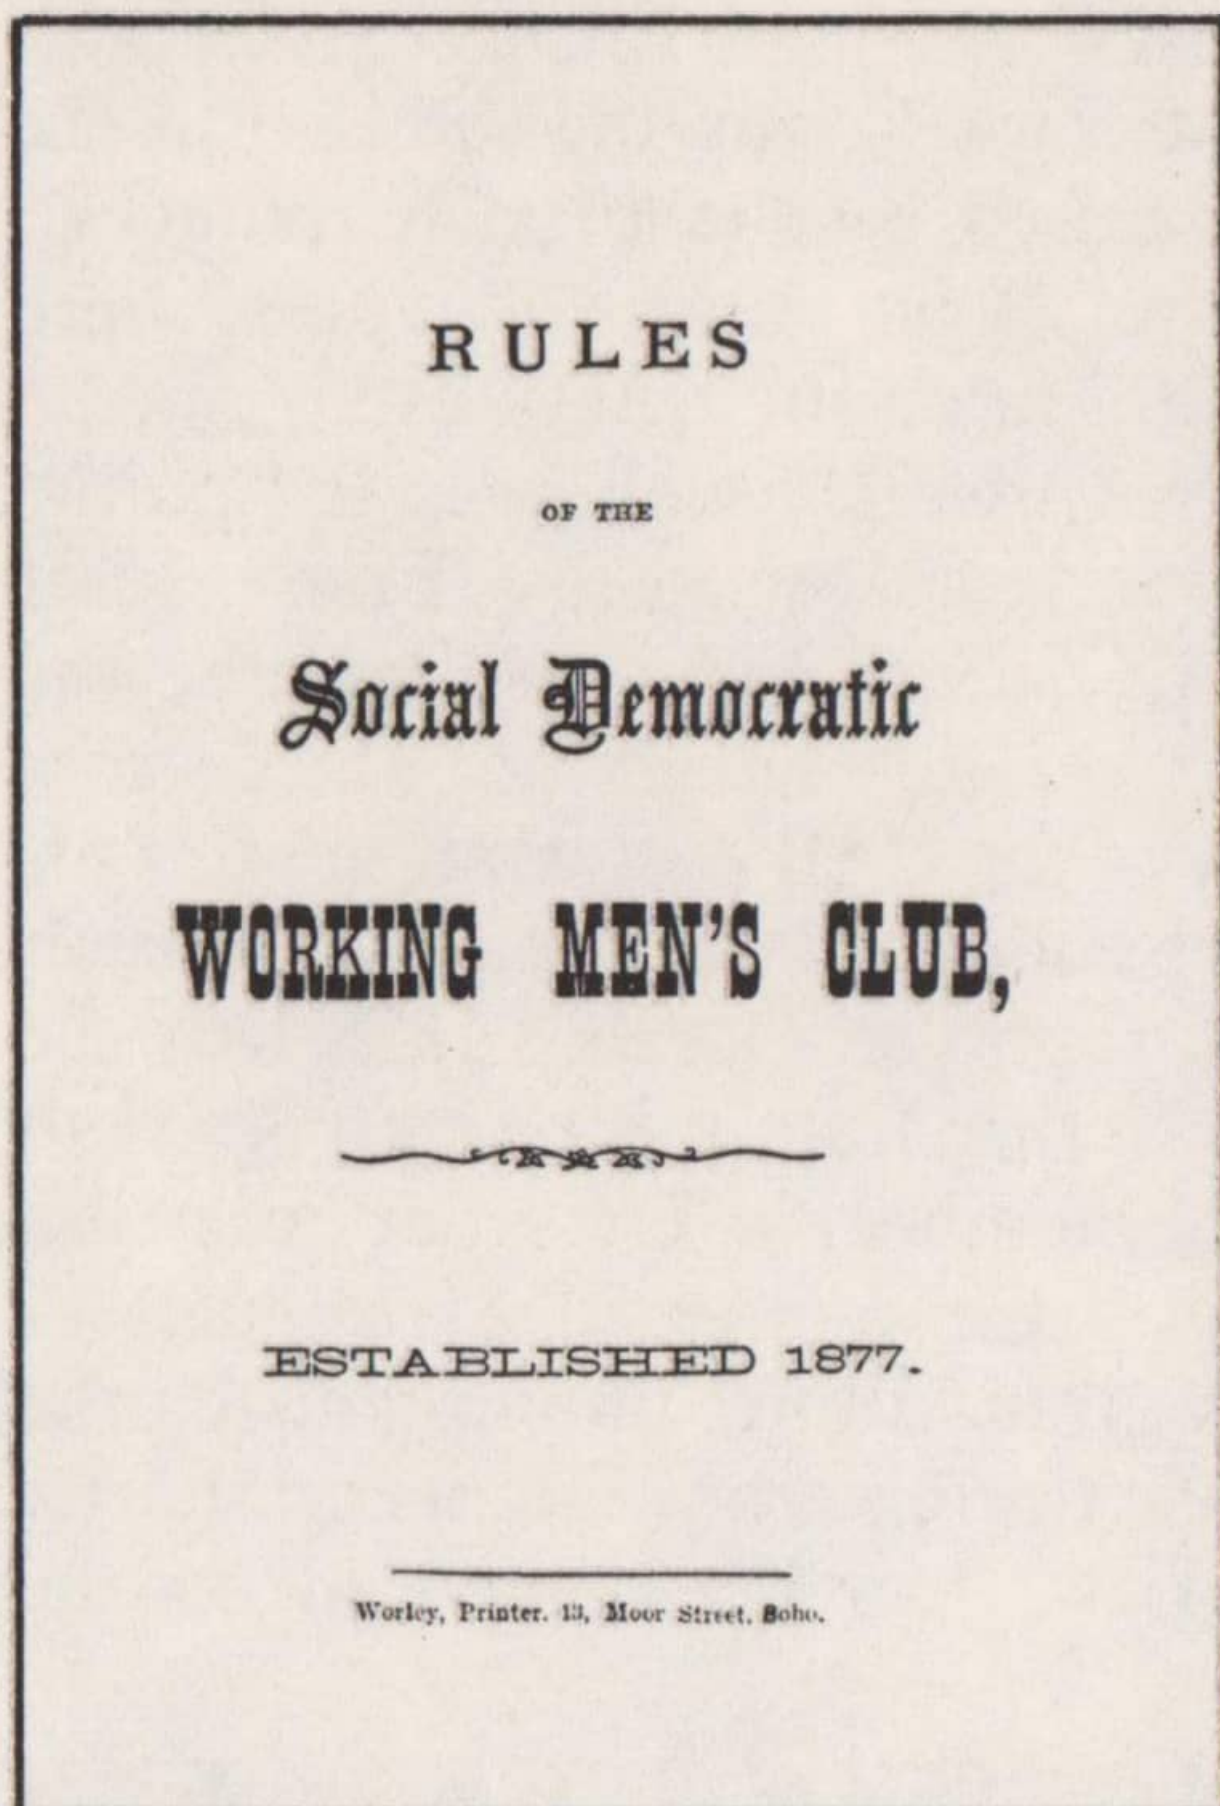 RULES
OF THE
Social Democratic
WORKING MEN'S CLUB,
ESTABLISHED 1877.
Worley, Printer. 13, Moor Street, Soho.